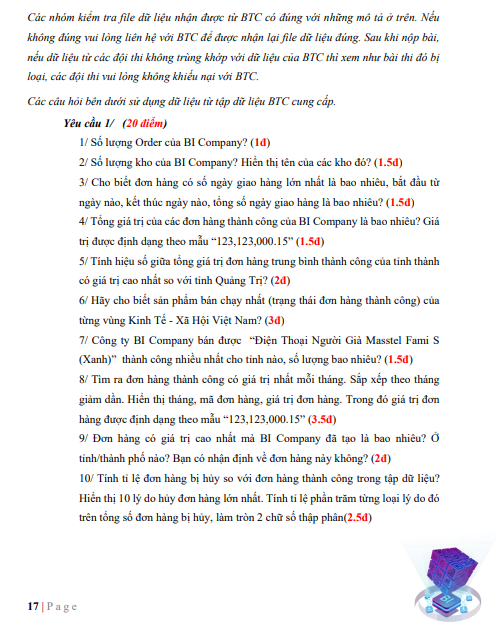 Các nhóm kiểm tra file dữ liệu nhận được từ BTC có đúng với những mô tả ở trên. Nếu
không đúng vui lòng liên hệ với BTC để được nhận lại file dữ liệu đúng. Sau khi nộp bài,
nếu dữ liệu từ các đội thi không trùng khớp với dữ liệu của BTC thì xem như bài thi đó bị
loại, các đội thi vui lòng không khiếu nại với BTC.
Các câu hỏi bên dưới sử dụng dữ liệu từ tập dữ liệu BTC cung cấp.
Yêu cầu 1/ (20 điểm)
1/ Số lượng Order của BI Company? (1đ)
2/ Số lượng kho của BI Company? Hiển thị tên của các kho đó? (1.5đ)
3/ Cho biết đơn hàng có số ngày giao hàng lớn nhất là bao nhiêu, bắt đầu từ
ngày nào, kết thúc ngày nào, tổng số ngày giao hàng là bao nhiêu? (1.5đ)
4/ Tổng giá trị của các đơn hàng thành công của BI Company là bao nhiêu? Giá
trị được định dạng theo mẫu “123,123,000.15” (1.5đ)
5/ Tính hiệu số giữa tổng giá trị đơn hàng trung bình thành công của tỉnh thành
có giá trị cao nhất so với tỉnh Quảng Trị? (2đ)
6/ Hãy cho biết sản phẩm bán chạy nhất (trạng thái đơn hàng thành công) của
từng vùng Kinh Tế - Xã Hội Việt Nam? (3đ)
7/ Công ty BI Company bán được “Điện Thoại Người Già Masstel Fami S
(Xanh)” thành công nhiều nhất cho tỉnh nào, số lượng bao nhiêu? (1.5đ)
8/ Tìm ra đơn hàng thành công có giá trị nhất mỗi tháng. Sắp xếp theo tháng
giảm dần. Hiển thị tháng, mã đơn hàng, giá trị đơn hàng. Trong đó giá trị đơn
hàng được định dạng theo mẫu “123,123,000.15” (3.5đ)
9/ Đơn hàng có giá trị cao nhất mà BI Company đã tạo là bao nhiêu? Ở
tỉnh/thành phố nào? Bạn có nhận định về đơn hàng này không? (2đ)
10/ Tính tỉ lệ đơn hàng bị hủy so với đơn hàng thành công trong tập dữ liệu?
Hiển thị 10 lý do hủy đơn hàng lớn nhất. Tính tỉ lệ phần trăm từng loại lý do đó
trên tổng số đơn hàng bị hủy, làm tròn 2 chữ số thập phân(2.5đ)
17 | Page